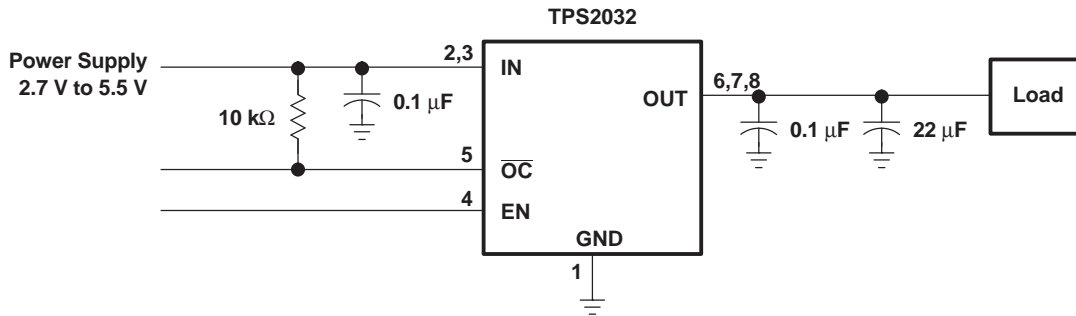 TPS2032
Power Supply
2.7 V to 5.5 V
2,3
IN
10 kΩ
0.1 μF
5
O̅C̅
4
EN
GND
1
OUT
6,7,8
0.1 μF
22 μF
Load